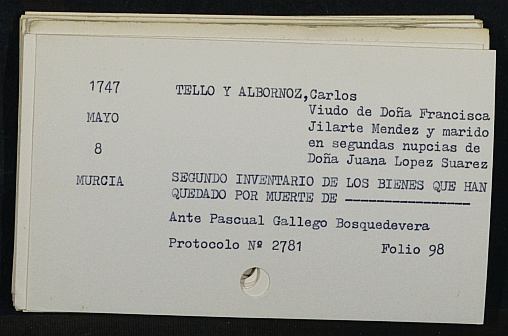 1747
MAYO
8
MURCIA
TELLO Y ALBORNOZ,Carlos
Viudo de Doña Francisca
Jilarte Mendez y marido
en segundas nupcias de
Doña Juana Lopez Suarez
SEGUNDO INVENTARIO DE LOS BIENES QUE HAN
QUEDADO POR MUERTE DE -----------------
Ante Pascual Gallego Bosquedevera
Protocolo Nº 2781 Folio 98